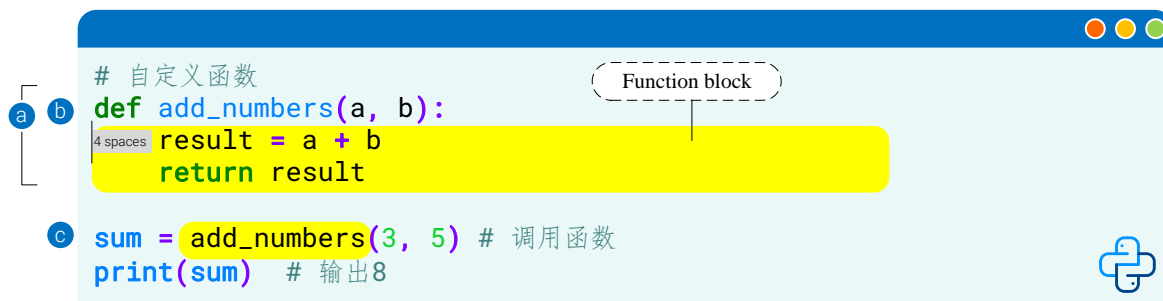 # 自定义函数
Function block
a b def add_numbers(a, b):
4 spaces result = a + b
return result
c sum = add_numbers(3, 5) # 调用函数
print(sum) # 输出8